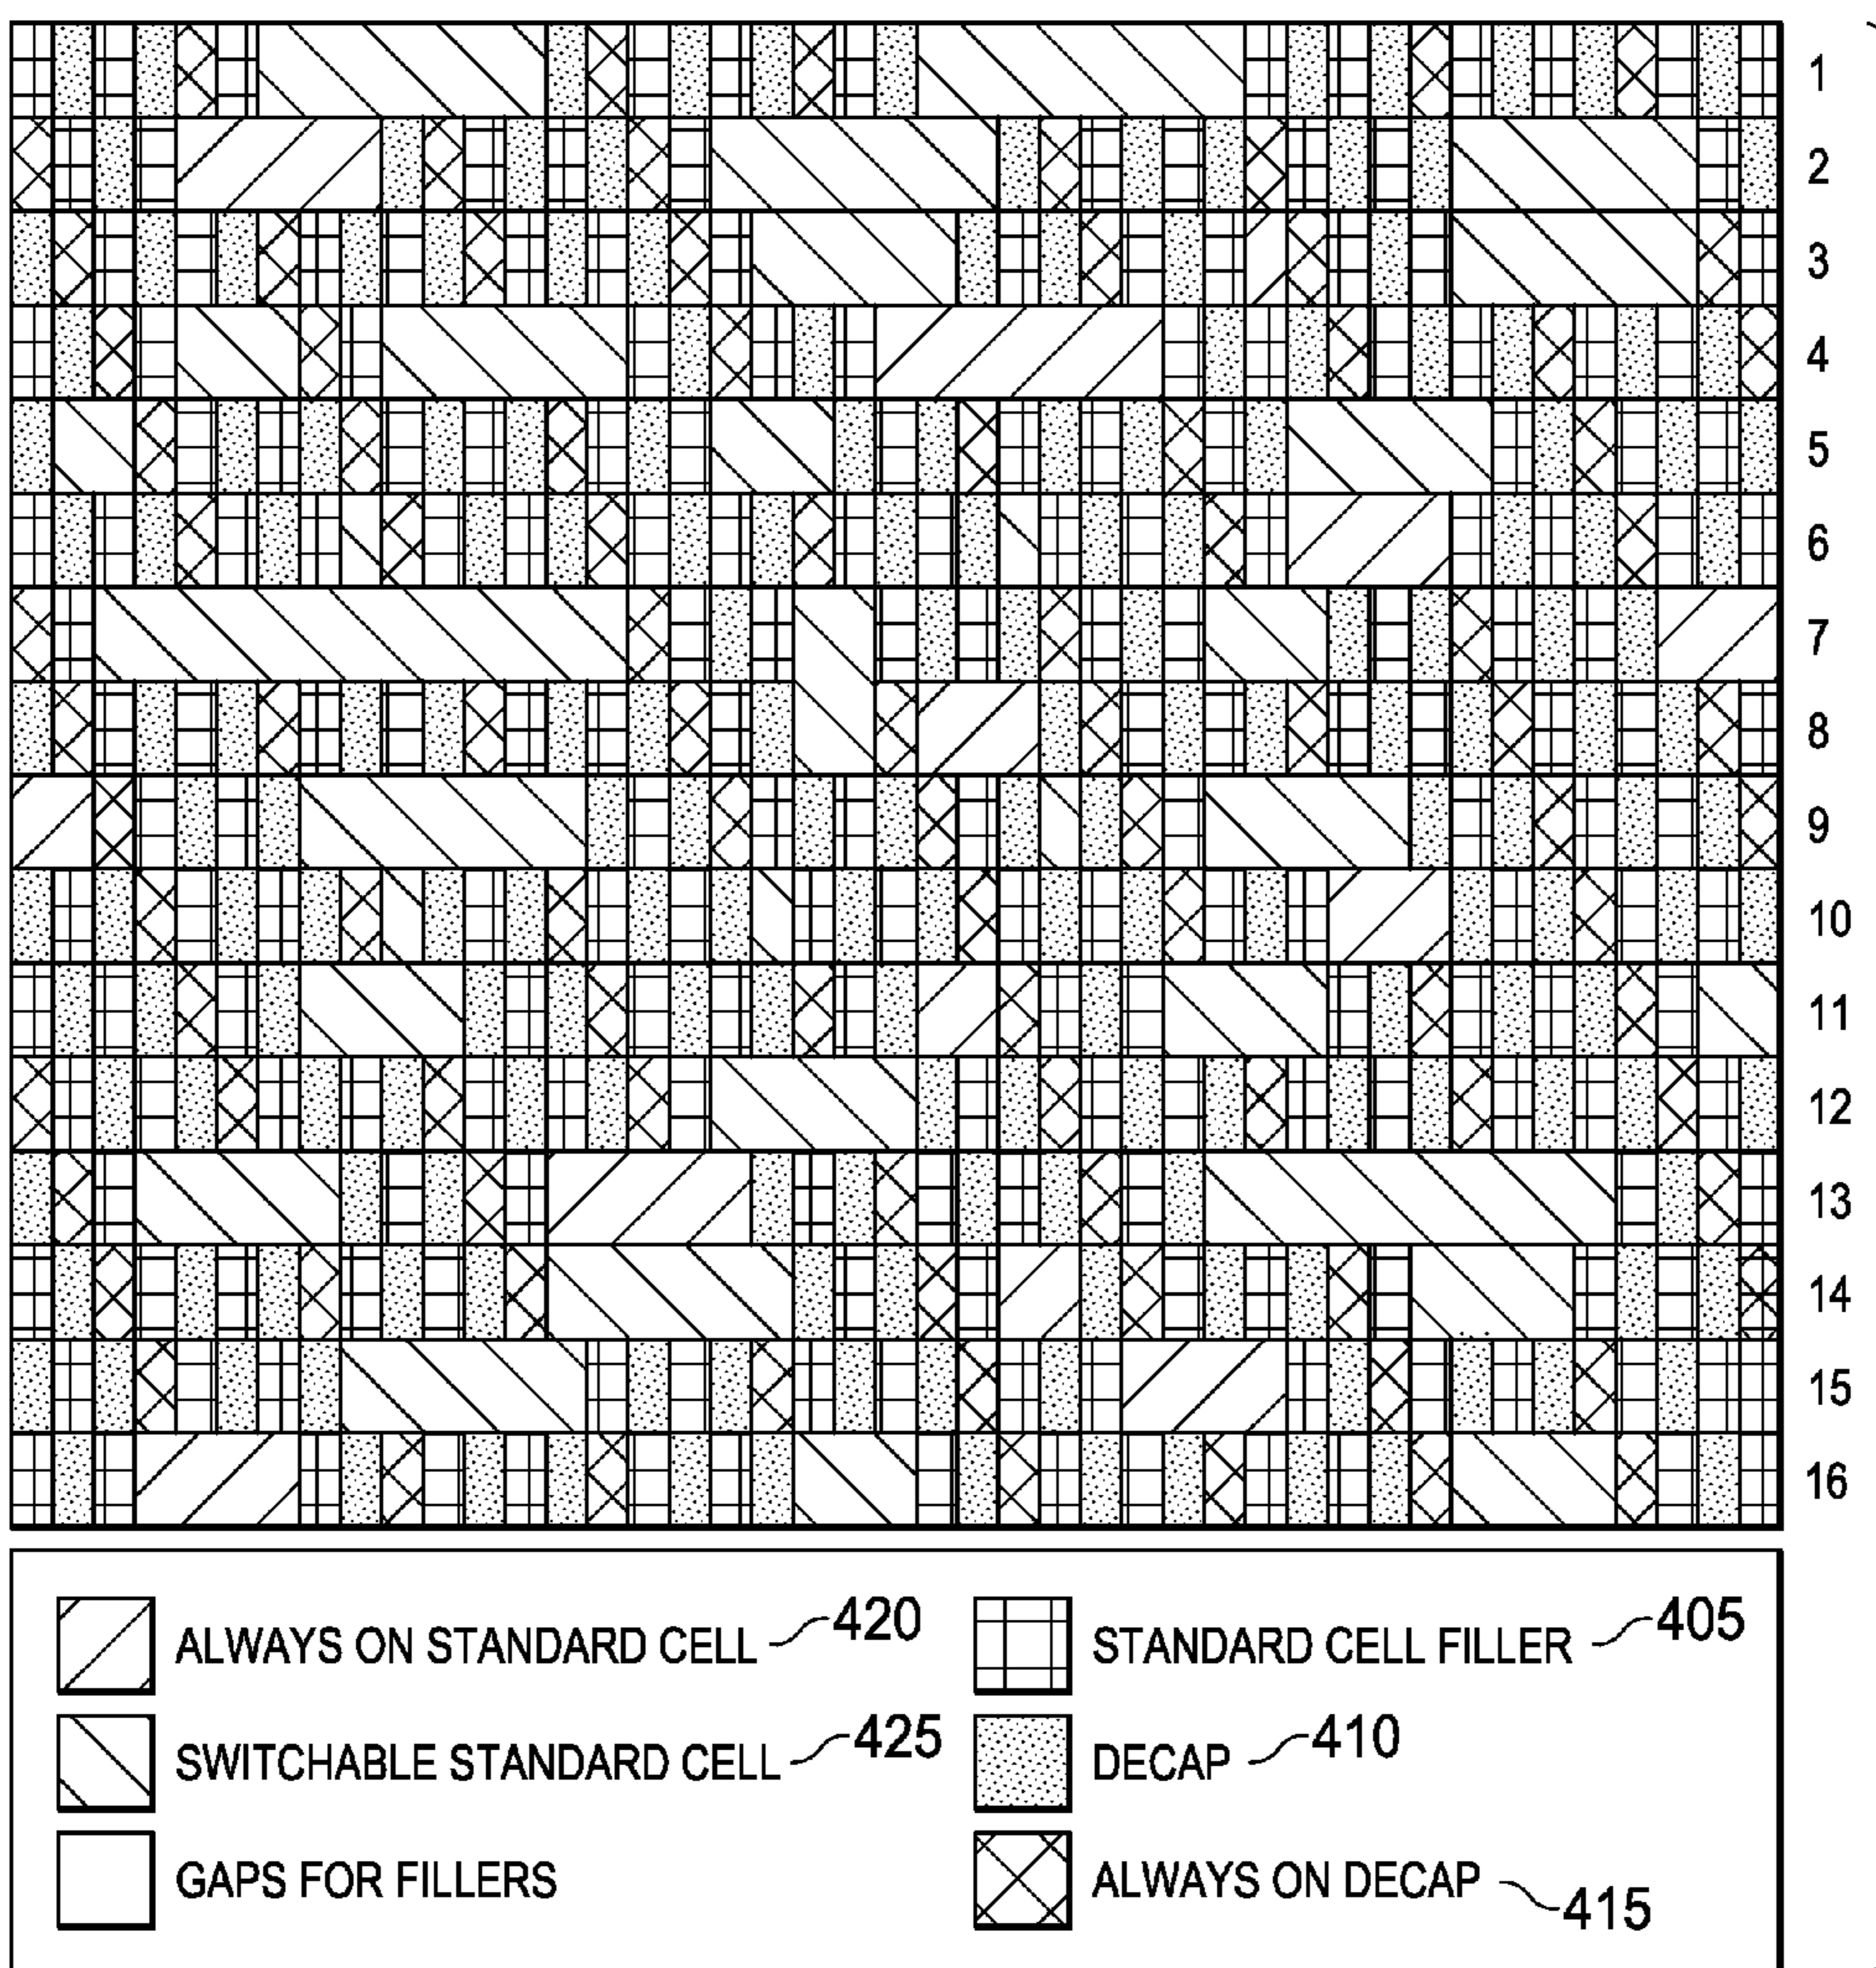 1
2
3
4
5
6
7
8
9
10
11
12
13
14
15
16
ALWAYS ON STANDARD CELL 420
STANDARD CELL FILLER 405
SWITCHABLE STANDARD CELL 425
DECAP 410
GAPS FOR FILLERS
ALWAYS ON DECAP 415